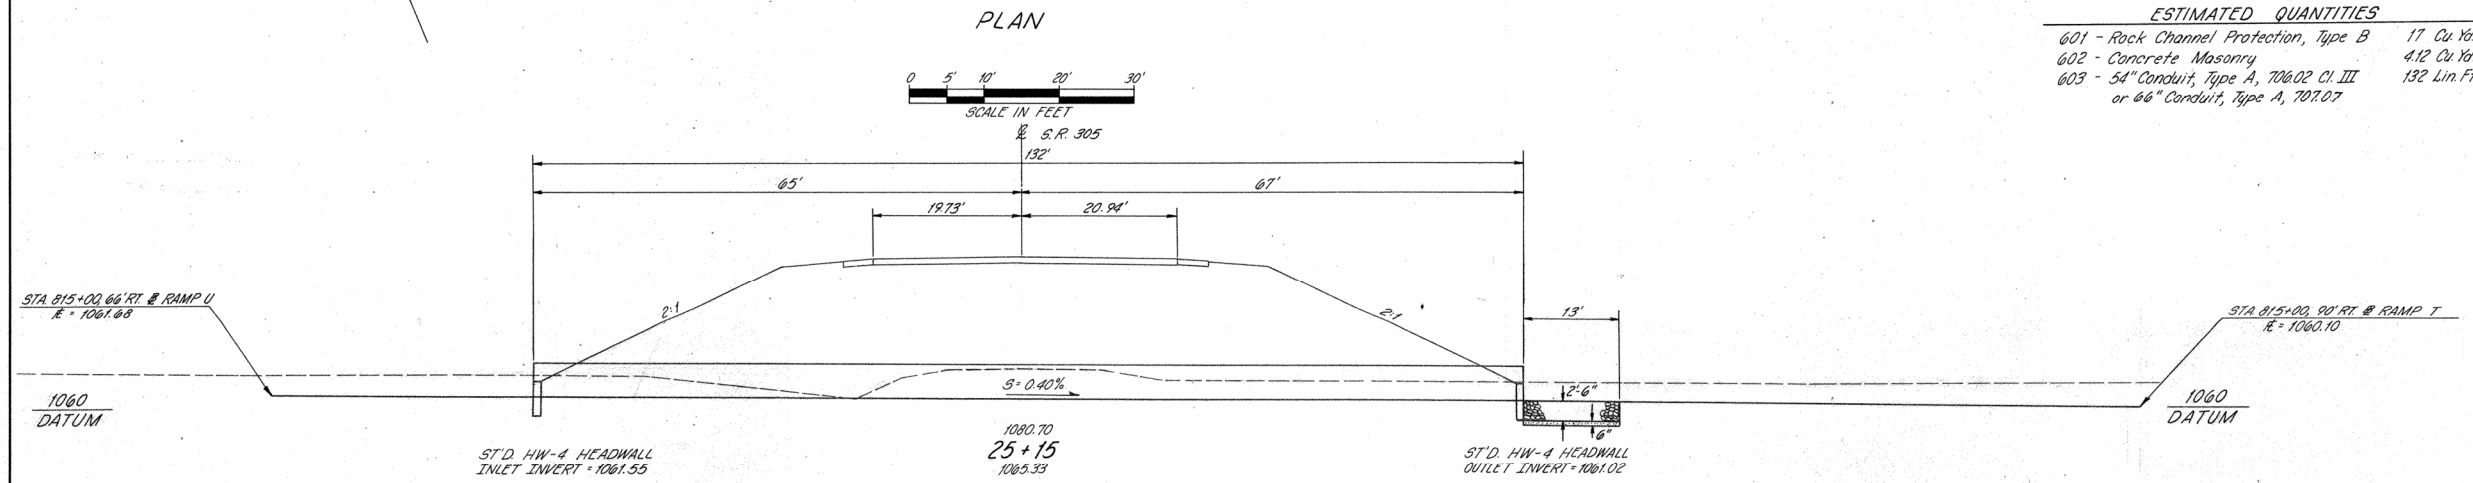 PLAN
ESTIMATED QUANTITIES
601 - Rock Channel Protection, Type B 17 Cu. Yd.
602 - Concrete Masonry 4.12 Cu. Yd.
603 - 54" Conduit, Type A, 706.02 Cl. III 132 Lin. Ft
or 66" Conduit, Type A, 707.07
0 5' 10' 20' 30'
SCALE IN FEET
℄ S.R. 305
132'
65' 67'
19.73' 20.94'
2:1 2:1
STA. 815+00, 66' RT. ℄ RAMP U
= 1061.68
13'
STA. 815+00, 90' RT. ℄ RAMP T
= 1060.10
S= 0.40%
2'-6"
6"
1060
DATUM
1060
DATUM
ST'D. HW-4 HEADWALL
INLET INVERT = 1061.55
1080.70
25+15
1065.33
ST'D. HW-4 HEADWALL
OUTLET INVERT = 1061.02